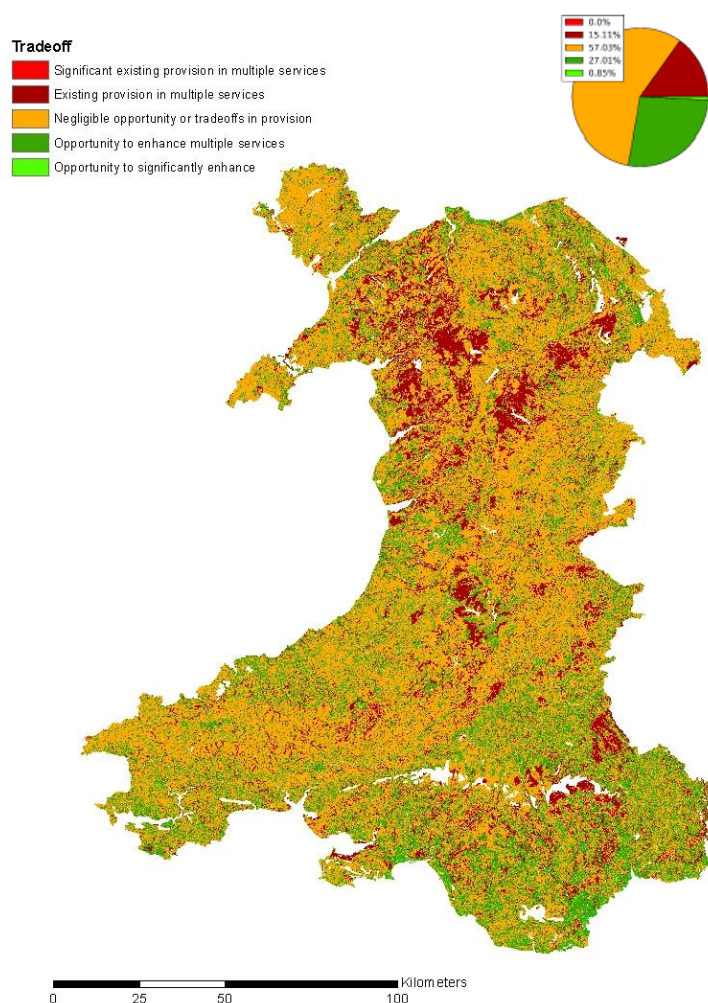 Tradeoff
Significant existing provision in multiple services
Existing provision in multiple services
Negligible opportunity or tradeoffs in provision
Opportunity to enhance multiple services
Opportunity to significantly enhance
0.0%
15.11%
57.03%
27.01%
0.85%
Kilometers
0 25 50 100